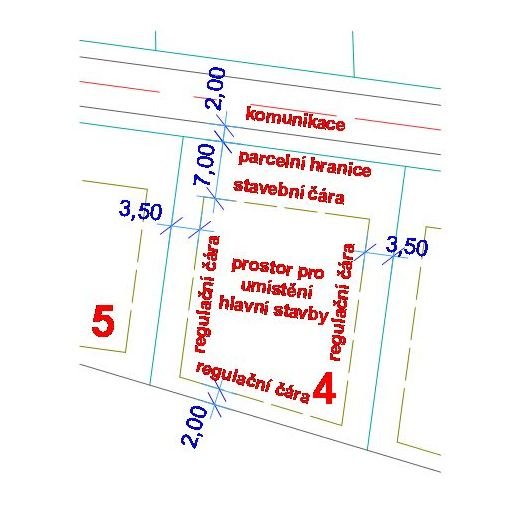 2,00
komunikace
7,00
parcelní hranice
stavební čára
3,50
3,50
regulační čára
prostor pro
umístění
hlavní stavby
regulační čára
5
regulační čára
4
2,00